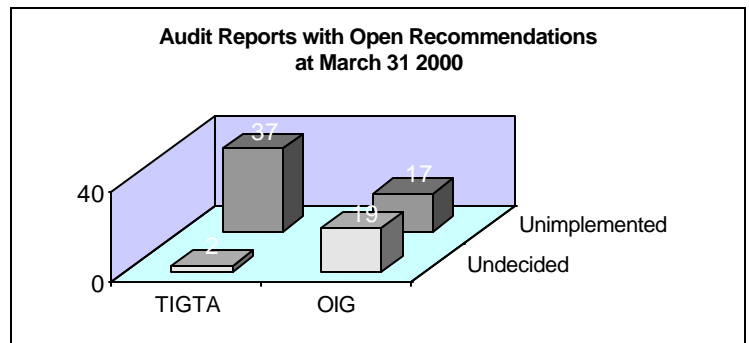 Audit Reports with Open Recommendations
at March 31 2000
37
17
40
19
Unimplemented
2
Undecided
0
TIGTA OIG